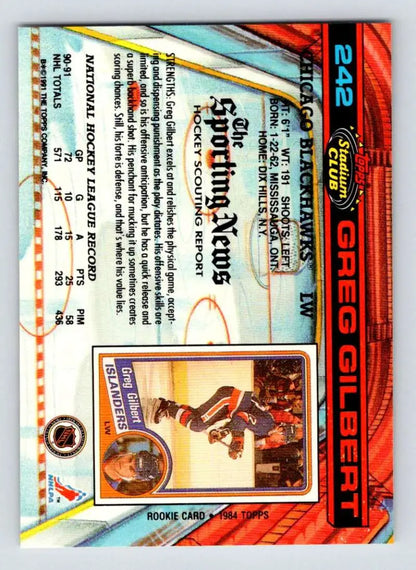 242
TOPPS
Stadium
CLUB
GREG GILBERT
CHICAGO BLACKHAWKS LW
HT: 6'1" WT: 191 SHOOTS: LEFT
BORN: 1-22-62, MISSISSAUGA, ONT.
HOME: DIX HILLS, N.Y.
The
Sporting News
HOCKEY SCOUTING REPORT
STRENGTHS: Greg Gilbert excels at and relishes the physical game, accept-
ing and dispensing punishment as the play dictates. His offensive skills are
limited, and so is his offensive anticipation, but he has a quick release and
a superb backhand shot. His penchant for mucking it up sometimes creates
scoring chances. Still, his forte is defense, and that's where his value lies.
NATIONAL HOCKEY LEAGUE RECORD
GP G A PTS PIM
90-91 72 10 15 25 58
NHL TOTALS 571 115 178 293 436
B*©1991 THE TOPPS COMPANY, INC.
Greg Gilbert
ISLANDERS
LW
ROOKIE CARD • 1984 TOPPS
NHL
NHLPA